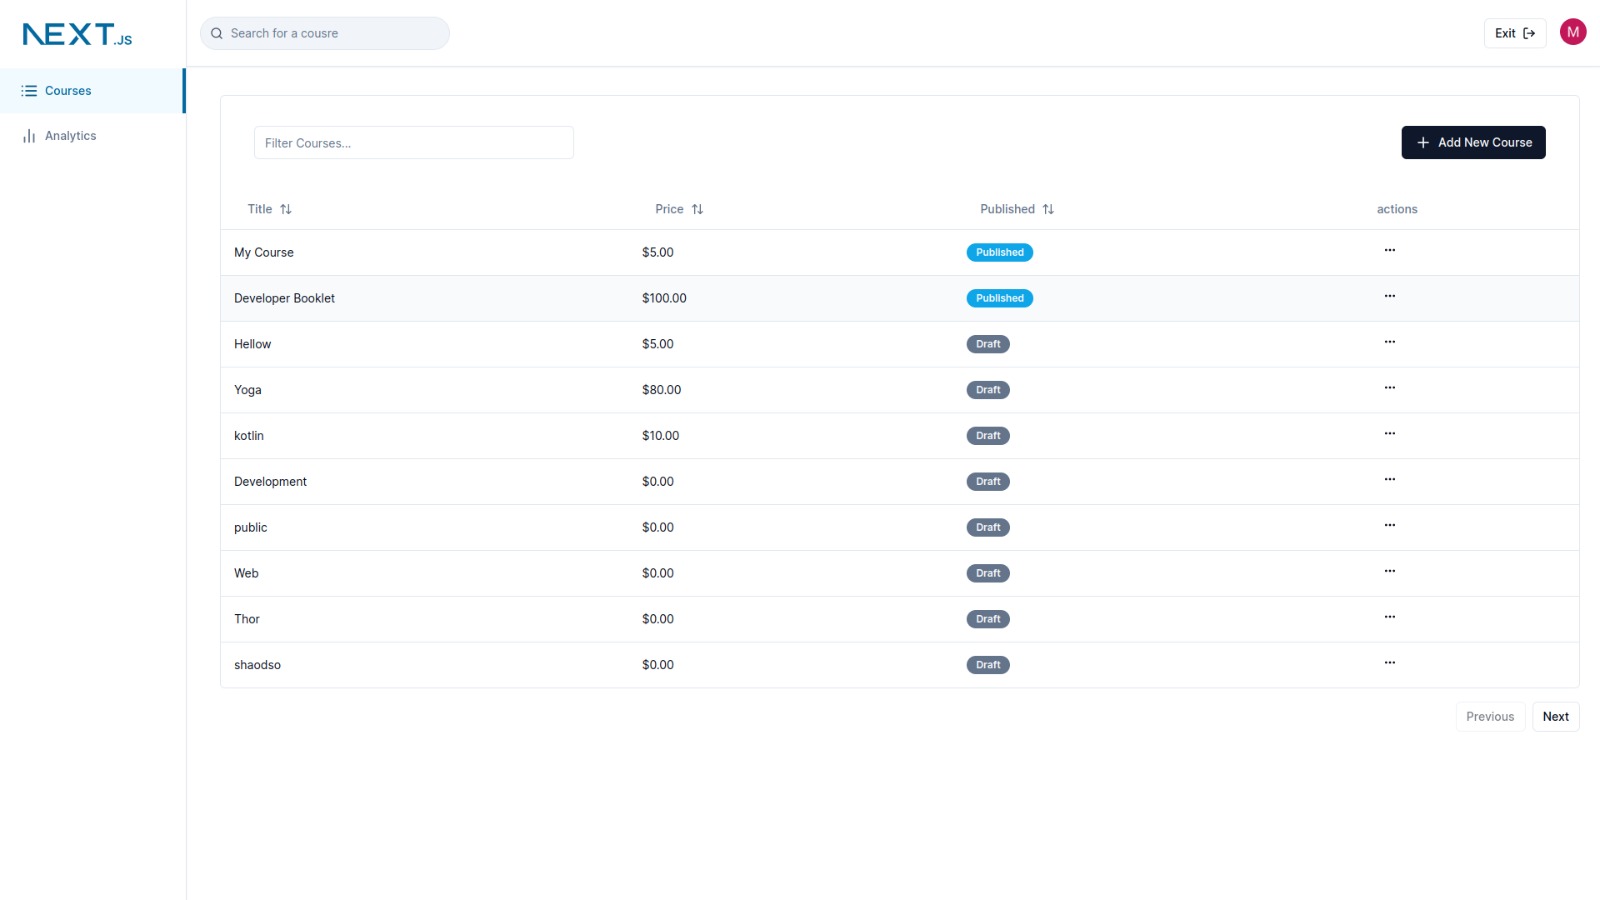 NEXT.JS
Search for a cousre
Exit
M
Courses
Analytics
Filter Courses...
Add New Course
Title Price Published actions
My Course $5.00 Published
Developer Booklet $100.00 Published
Hellow $5.00 Draft
Yoga $80.00 Draft
kotlin $10.00 Draft
Development $0.00 Draft
public $0.00 Draft
Web $0.00 Draft
Thor $0.00 Draft
shaodso $0.00 Draft
Previous Next